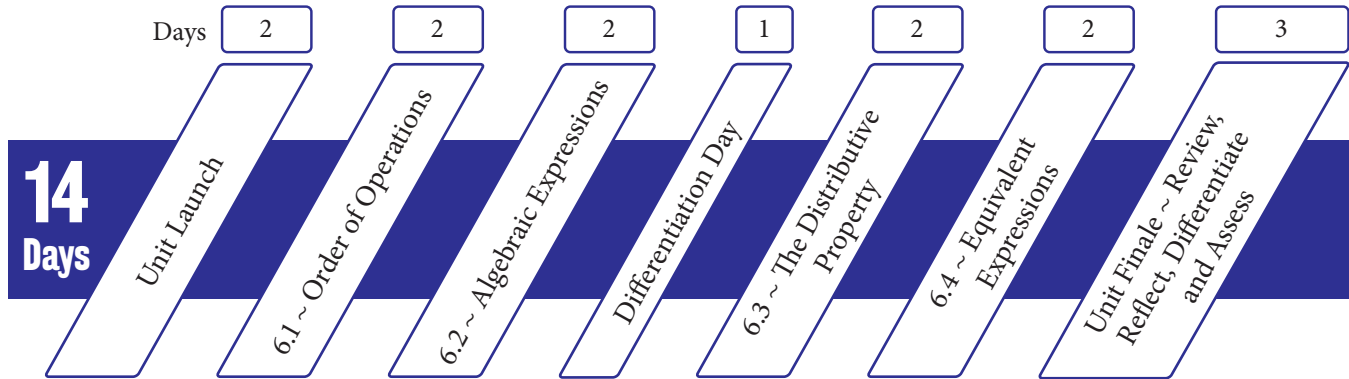 Days 2 2 2 1 2 2 3
14
Days
Unit Launch
6.1 ~ Order of Operations
6.2 ~ Algebraic Expressions
Differentiation Day
6.3 ~ The Distributive
Property
6.4 ~ Equivalent
Expressions
Unit Finale ~ Review,
Reflect, Differentiate
and Assess